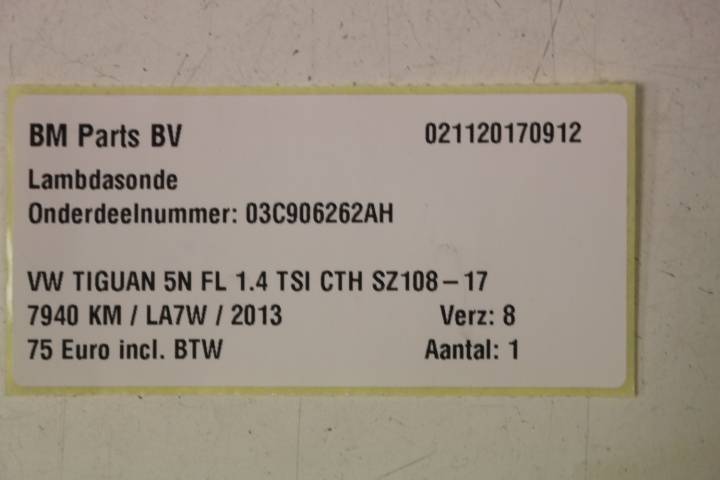 BM Parts BV 021120170912
Lambdasonde
Onderdeelnummer: 03C906262AH
VW TIGUAN 5N FL 1.4 TSI CTH SZ108-17
7940 KM / LA7W / 2013 Verz: 8
75 Euro incl. BTW Aantal: 1